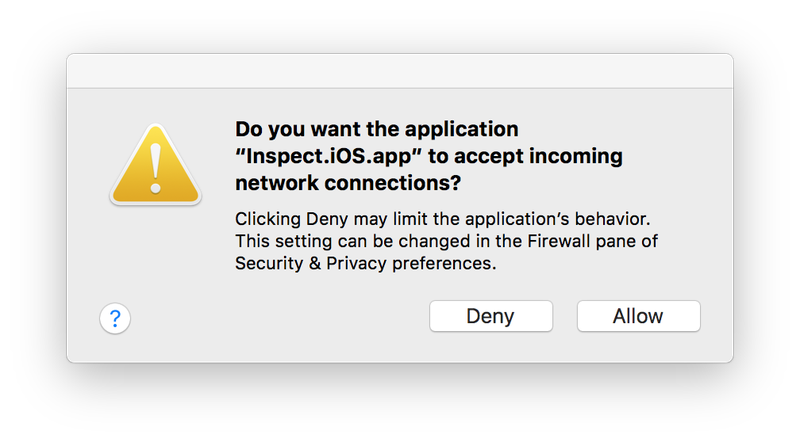 Do you want the application
“Inspect.iOS.app” to accept incoming
network connections?
Clicking Deny may limit the application’s behavior.
This setting can be changed in the Firewall pane of
Security & Privacy preferences.
?
Deny
Allow